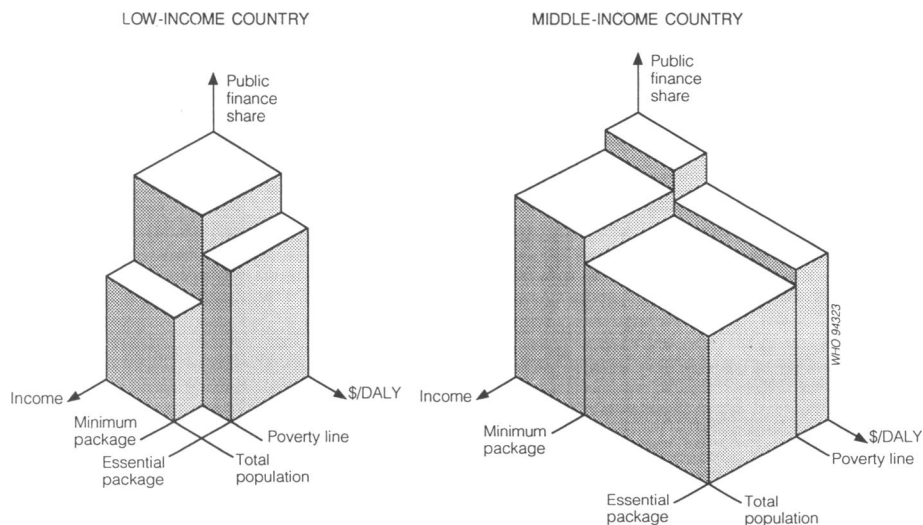 LOW-INCOME COUNTRY
Public
finance
share
Income
$/DALY
Minimum
package
Essential
package
Poverty line
Total
population
MIDDLE-INCOME COUNTRY
Public
finance
share
Income
Minimum
package
Essential
package
Total
population
Poverty line
$/DALY
WHO 94323